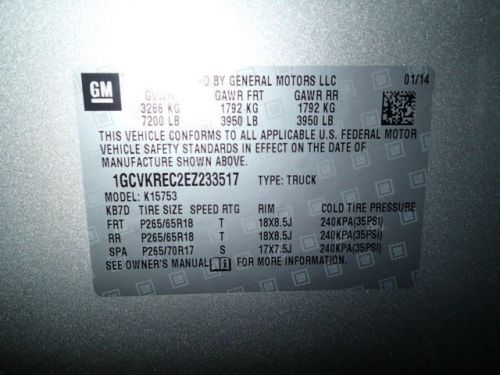 GM D BY GENERAL MOTORS LLC 01/14
GVWR GAWR FRT GAWR RR
3266 KG 1792 KG 1792 KG
7200 LB 3950 LB 3950 LB
THIS VEHICLE CONFORMS TO ALL APPLICABLE U.S. FEDERAL MOTOR
VEHICLE SAFETY STANDARDS IN EFFECT ON THE DATE OF
MANUFACTURE SHOWN ABOVE.
1GCVKREC2EZ233517 TYPE: TRUCK
MODEL: K15753
KB7D TIRE SIZE SPEED RTG RIM COLD TIRE PRESSURE
FRT P265/65R18 T 18X8.5J 240KPA(35PSI)
RR P265/65R18 T 18X8.5J 240KPA(35PSI)
SPA P265/70R17 S 17X7.5J 240KPA(35PSI)
SEE OWNER'S MANUAL FOR MORE INFORMATION.